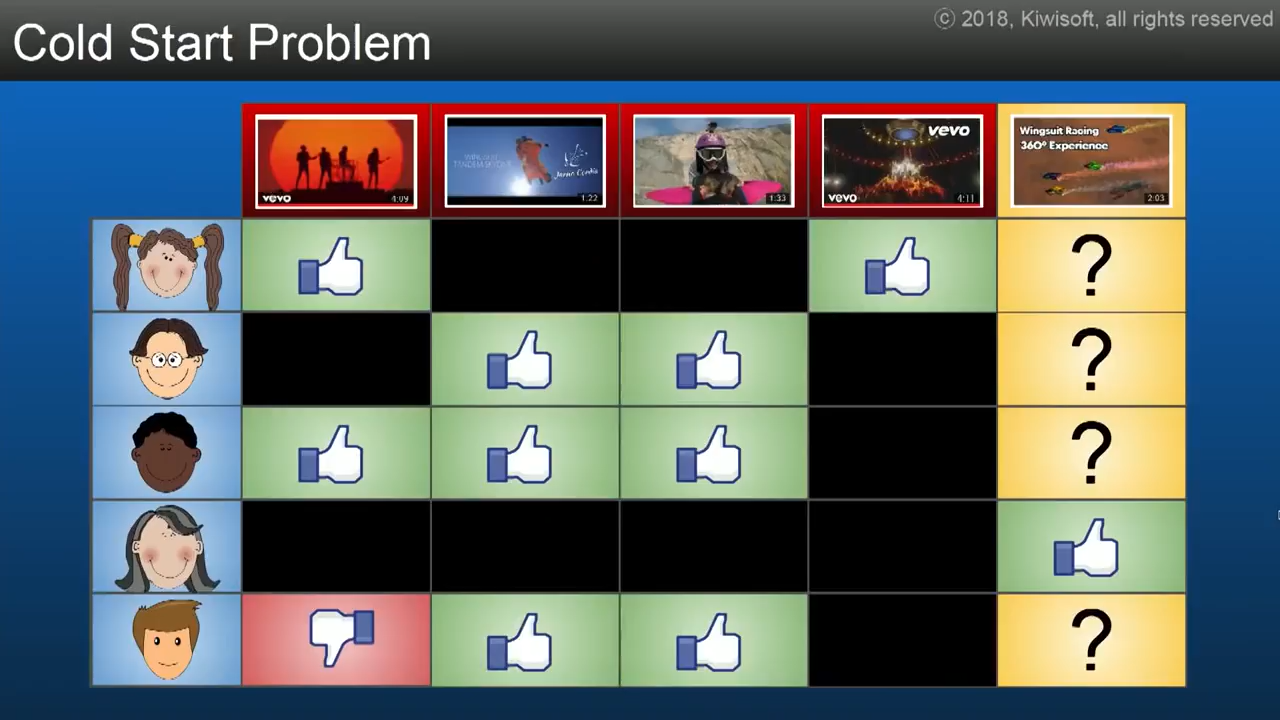 © 2018, Kiwisoft, all rights reserved
Cold Start Problem
vevo
4:09
1:22
1:33
vevo
vevo
4:11
Wingsuit Racing
360º Experience
2:03
?
?
?
?